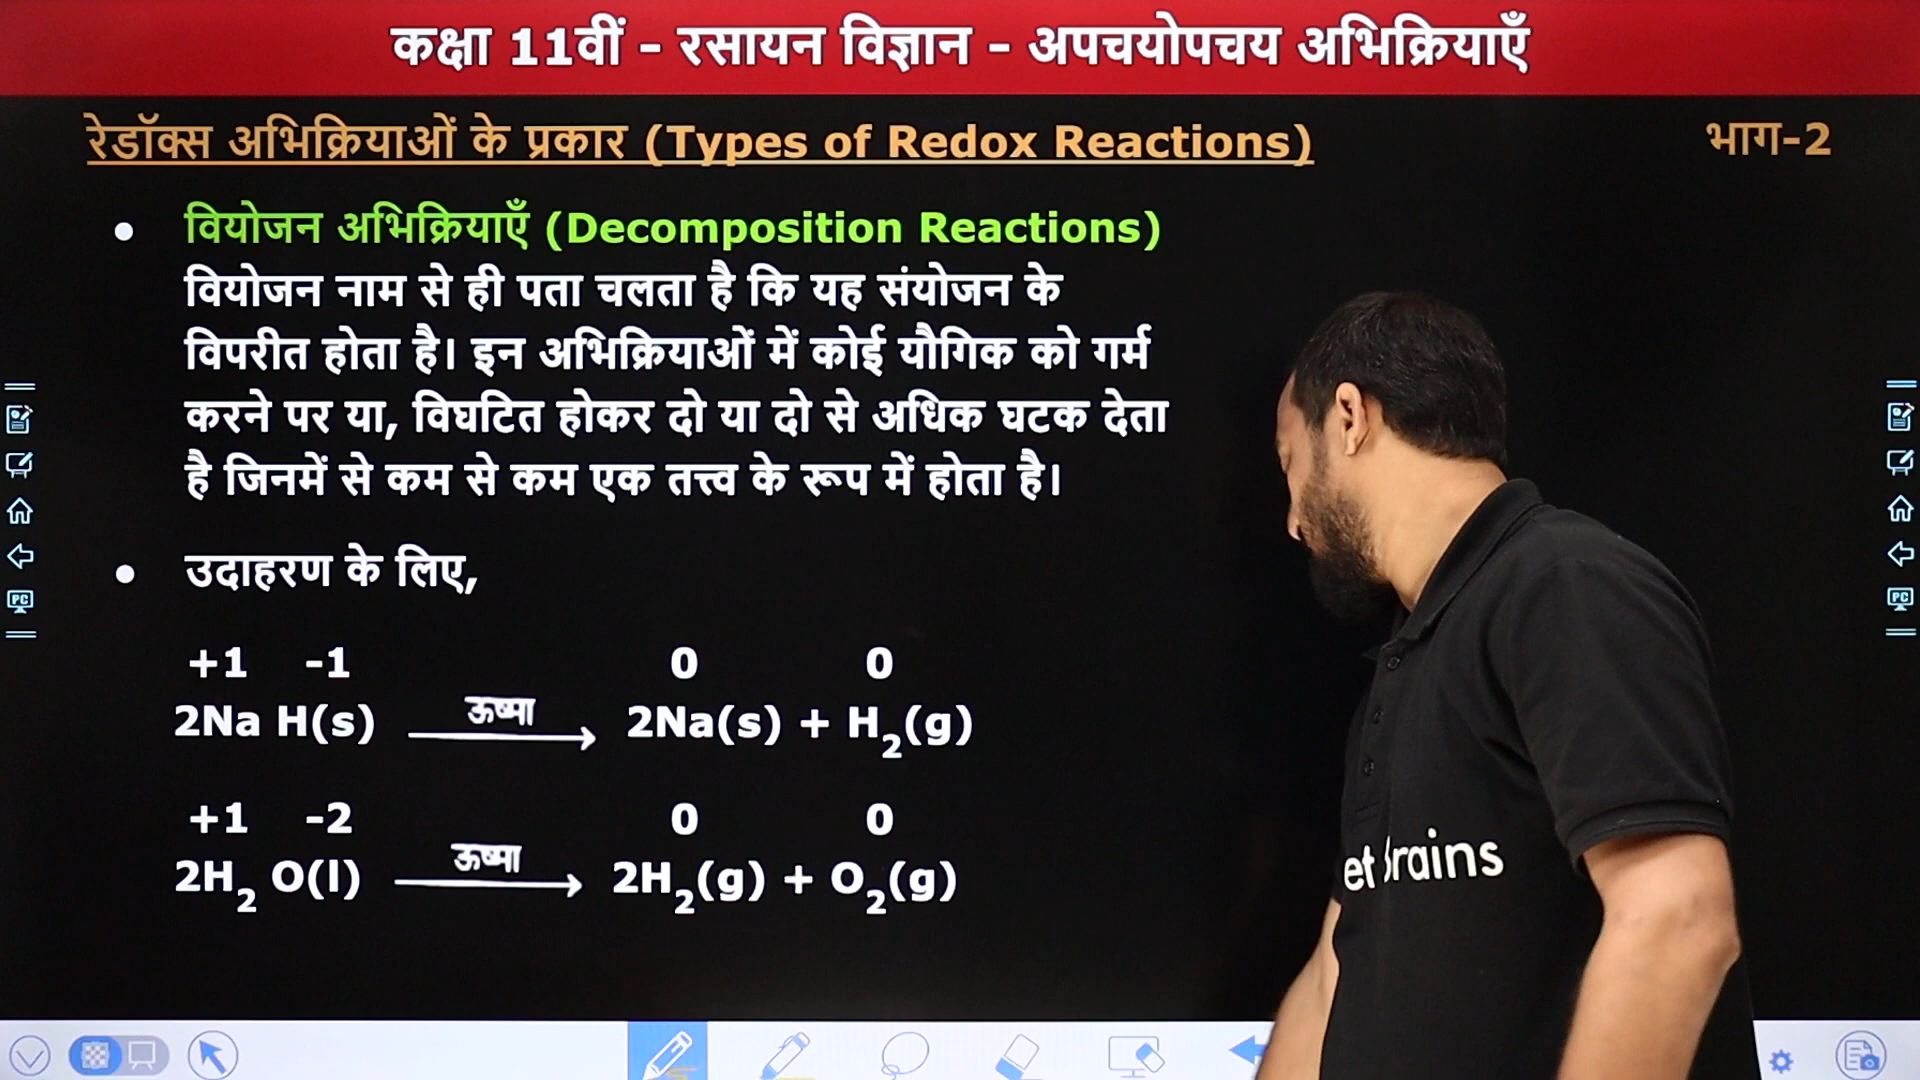 कक्षा 11वीं - रसायन विज्ञान - अपचयोपचय अभिक्रियाएँ
रेडॉक्स अभिक्रियाओं के प्रकार (Types of Redox Reactions)
भाग-2
• वियोजन अभिक्रियाएँ (Decomposition Reactions)
वियोजन नाम से ही पता चलता है कि यह संयोजन के
विपरीत होता है। इन अभिक्रियाओं में कोई यौगिक को गर्म
करने पर या, विघटित होकर दो या दो से अधिक घटक देता
है जिनमें से कम से कम एक तत्त्व के रूप में होता है।
• उदाहरण के लिए,
+1 -1 0 0
2Na H(s) ऊष्मा → 2Na(s) + H₂(g)
+1 -2 0 0
2H₂ O(l) ऊष्मा → 2H₂(g) + O₂(g)
et Brains
PC
PC